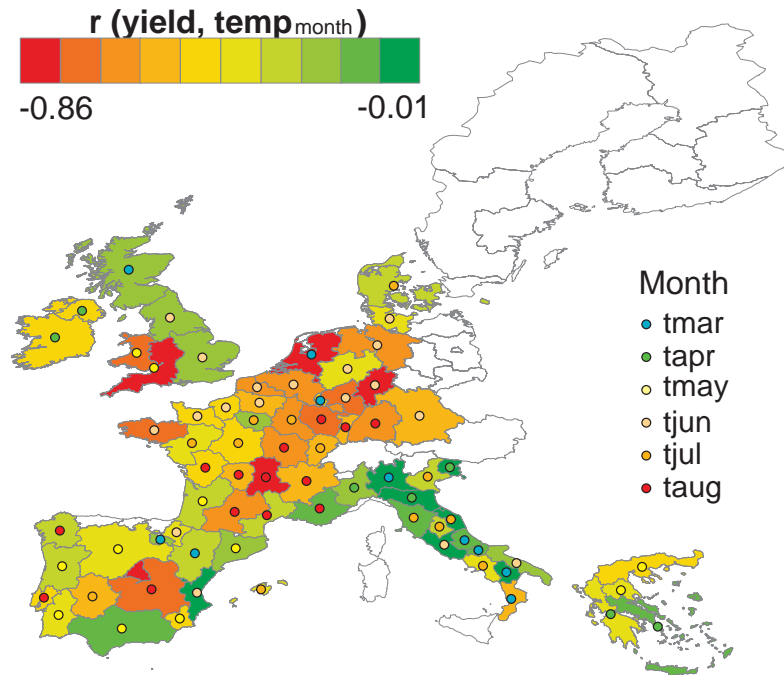 r (yield, temp month)
-0.86 -0.01
Month
tmar
tapr
tmay
tjun
tjul
taug